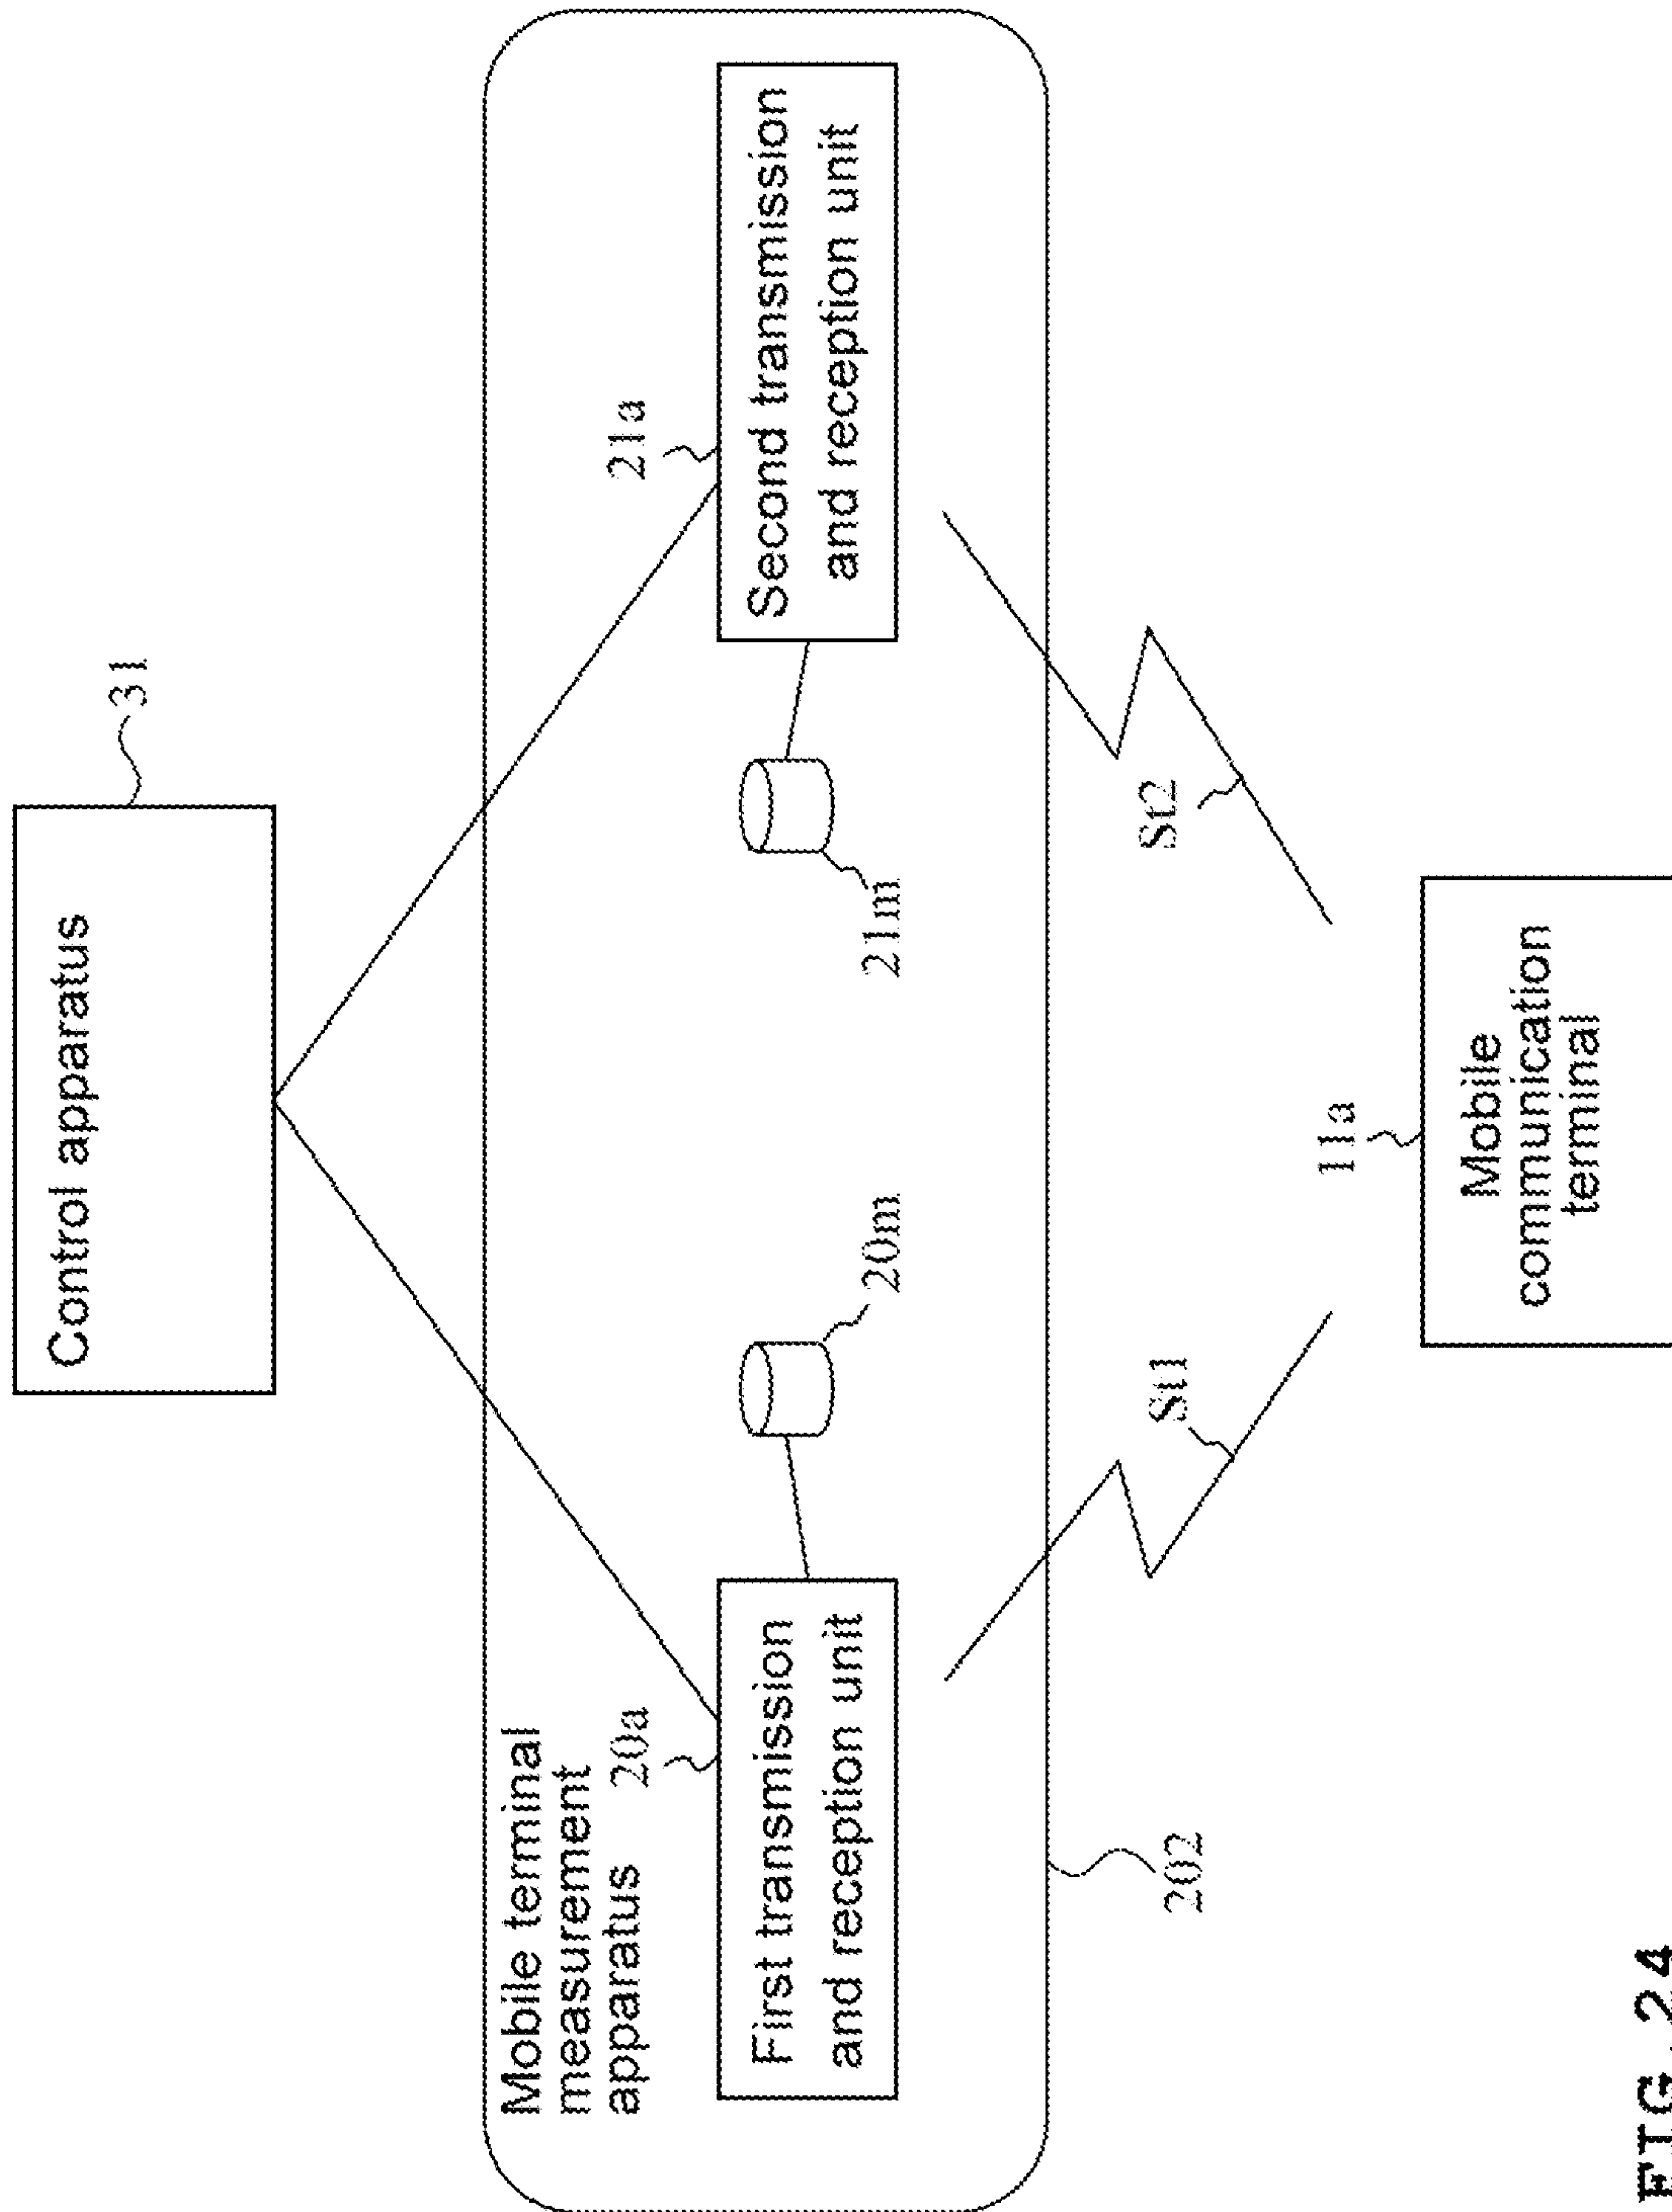 Control apparatus
31
Mobile terminal
measurement
apparatus
20a
21a
First transmission
and reception unit
Second transmission
and reception unit
20m
21m
St1
St2
202
11a
Mobile
communication
terminal
FIG. 24